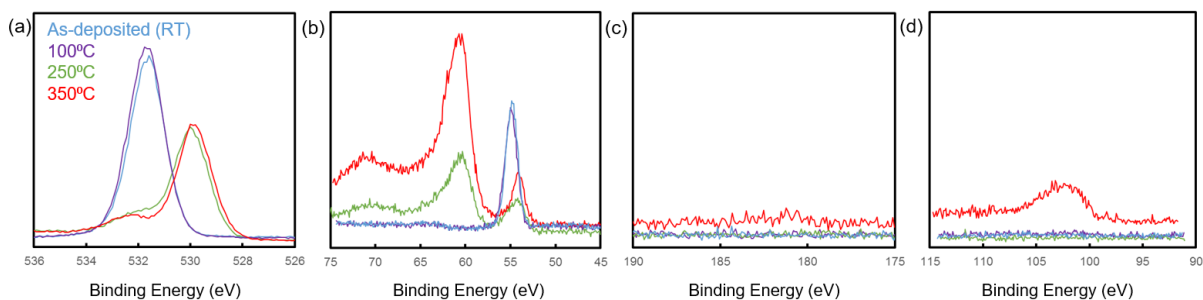 (a)
As-deposited (RT)
100ºC
250ºC
350ºC
536 534 532 530 528 526
Binding Energy (eV)
(b)
75 70 65 60 55 50 45
Binding Energy (eV)
(c)
190 185 180 175
Binding Energy (eV)
(d)
115 110 105 100 95 90
Binding Energy (eV)